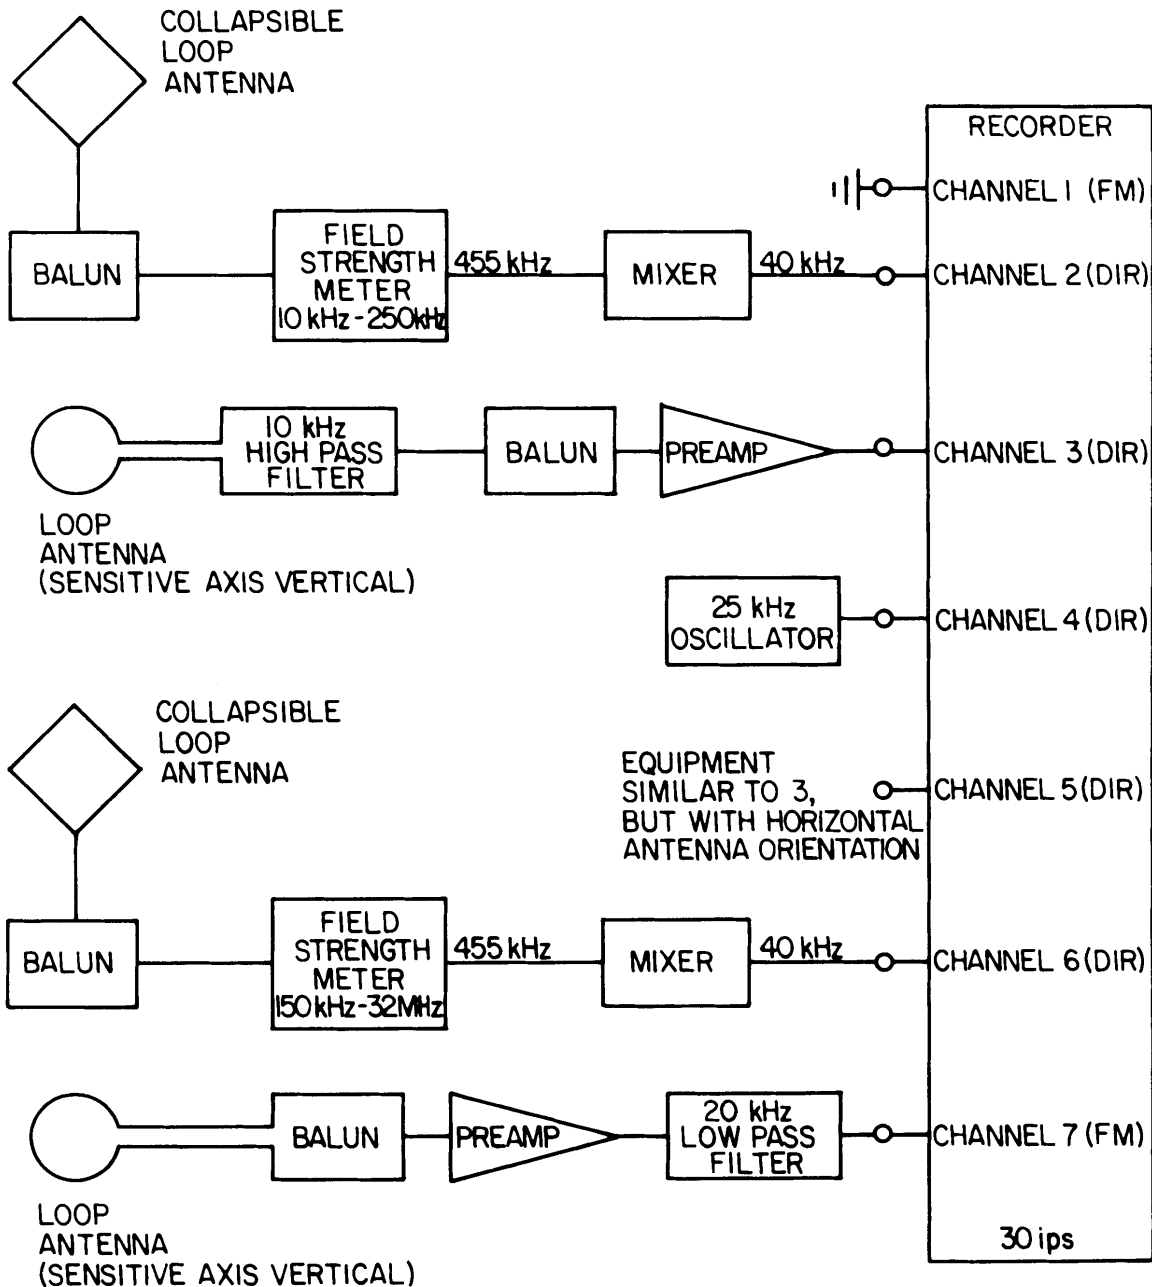 COLLAPSIBLE
LOOP
ANTENNA
RECORDER
CHANNEL 1 (FM)
BALUN
FIELD
STRENGTH
METER
10 kHz-250kHz
455 kHz
MIXER
40 kHz
CHANNEL 2 (DIR)
10 kHz
HIGH PASS
FILTER
BALUN
PREAMP
CHANNEL 3 (DIR)
LOOP
ANTENNA
(SENSITIVE AXIS VERTICAL)
25 kHz
OSCILLATOR
CHANNEL 4 (DIR)
COLLAPSIBLE
LOOP
ANTENNA
EQUIPMENT
SIMILAR TO 3,
BUT WITH HORIZONTAL
ANTENNA ORIENTATION
CHANNEL 5 (DIR)
BALUN
FIELD
STRENGTH
METER
150 kHz-32MHz
455 kHz
MIXER
40 kHz
CHANNEL 6 (DIR)
BALUN
PREAMP
20 kHz
LOW PASS
FILTER
CHANNEL 7 (FM)
LOOP
ANTENNA
(SENSITIVE AXIS VERTICAL)
30 ips